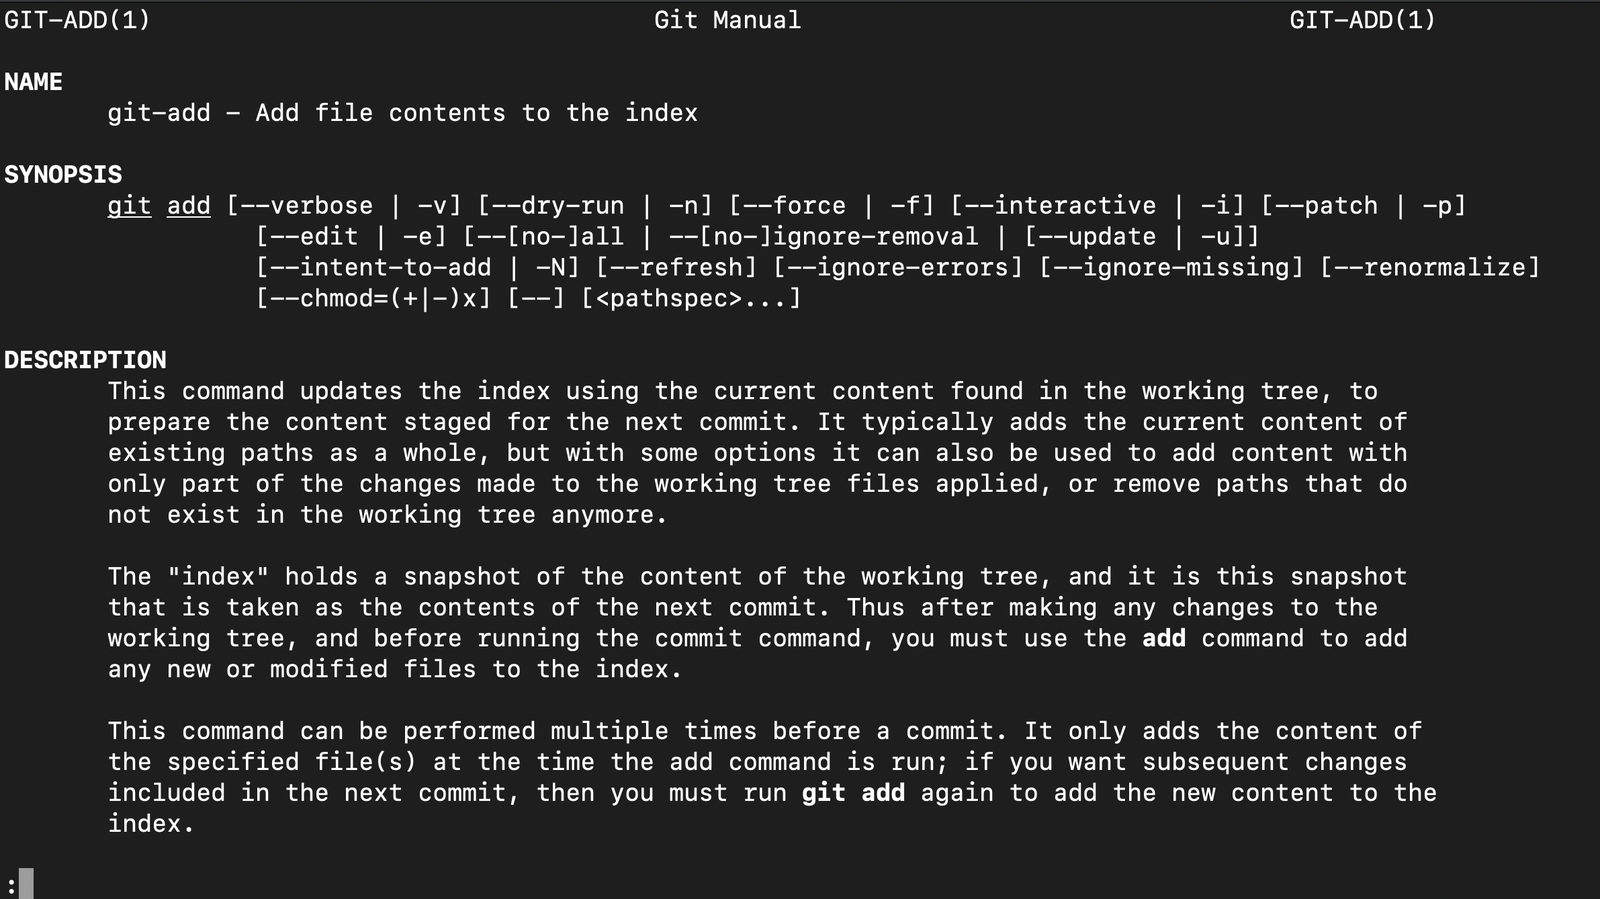 GIT-ADD(1) Git Manual GIT-ADD(1)
NAME
git-add - Add file contents to the index
SYNOPSIS
git add [--verbose | -v] [--dry-run | -n] [--force | -f] [--interactive | -i] [--patch | -p]
[--edit | -e] [--[no-]all | --[no-]ignore-removal | [--update | -u]]
[--intent-to-add | -N] [--refresh] [--ignore-errors] [--ignore-missing] [--renormalize]
[--chmod=(+|-)x] [--] [<pathspec>...]
DESCRIPTION
This command updates the index using the current content found in the working tree, to
prepare the content staged for the next commit. It typically adds the current content of
existing paths as a whole, but with some options it can also be used to add content with
only part of the changes made to the working tree files applied, or remove paths that do
not exist in the working tree anymore.
The "index" holds a snapshot of the content of the working tree, and it is this snapshot
that is taken as the contents of the next commit. Thus after making any changes to the
working tree, and before running the commit command, you must use the add command to add
any new or modified files to the index.
This command can be performed multiple times before a commit. It only adds the content of
the specified file(s) at the time the add command is run; if you want subsequent changes
included in the next commit, then you must run git add again to add the new content to the
index.
: